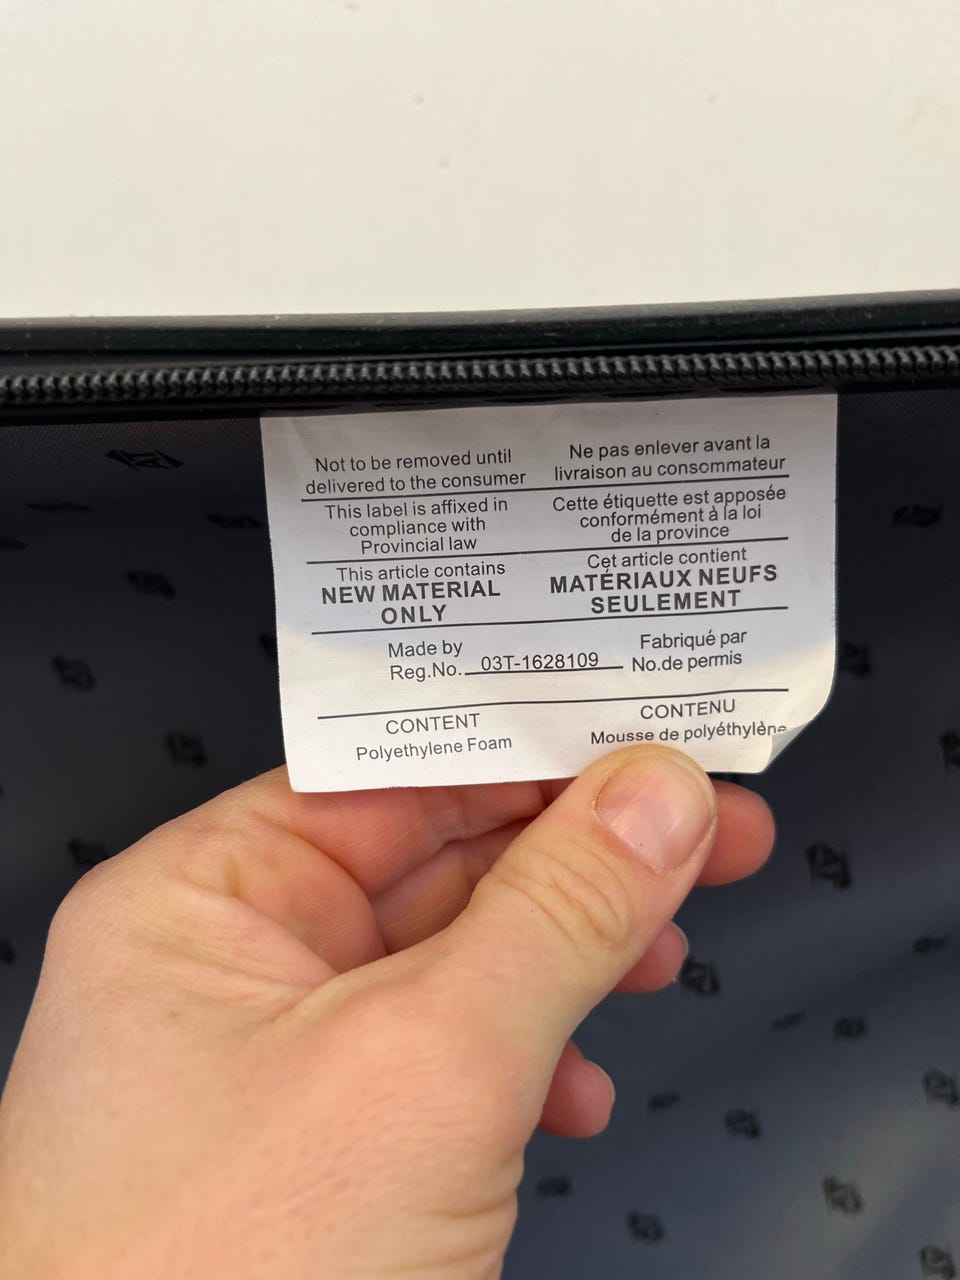 Not to be removed until
delivered to the consumer
Ne pas enlever avant la
livraison au consommateur
This label is affixed in
compliance with
Provincial law
Cette étiquette est apposée
conformément à la loi
de la province
This article contains
NEW MATERIAL
ONLY
Cet article contient
MATÉRIAUX NEUFS
SEULEMENT
Made by
Reg.No. 03T-1628109
Fabriqué par
No.de permis
CONTENT
Polyethylene Foam
CONTENU
Mousse de polyéthylène